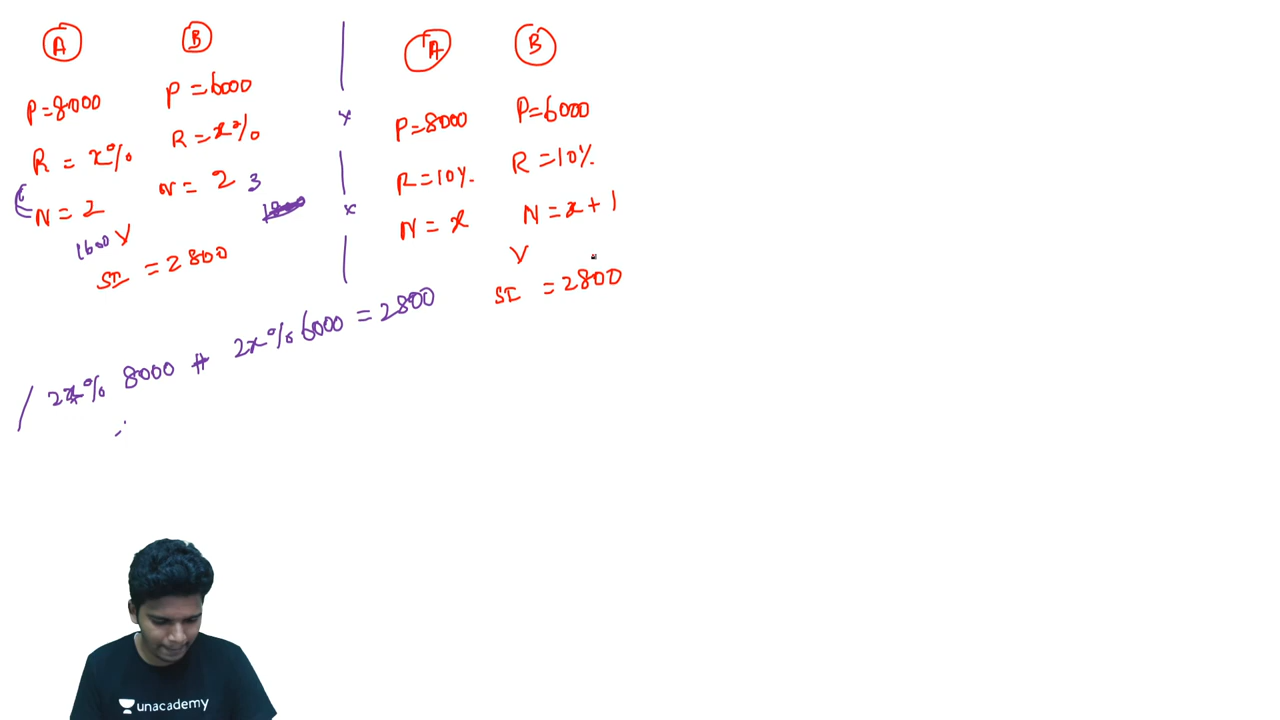 A B
P=8000 P=6000
R=x% R=x%
N=2 N=2 3
1600
SI=2800
A B
P=8000 P=6000
R=10% R=10%
N=x N=x+1
SI=2800
2x% 8000 + 2x% 6000 = 2800
unacademy